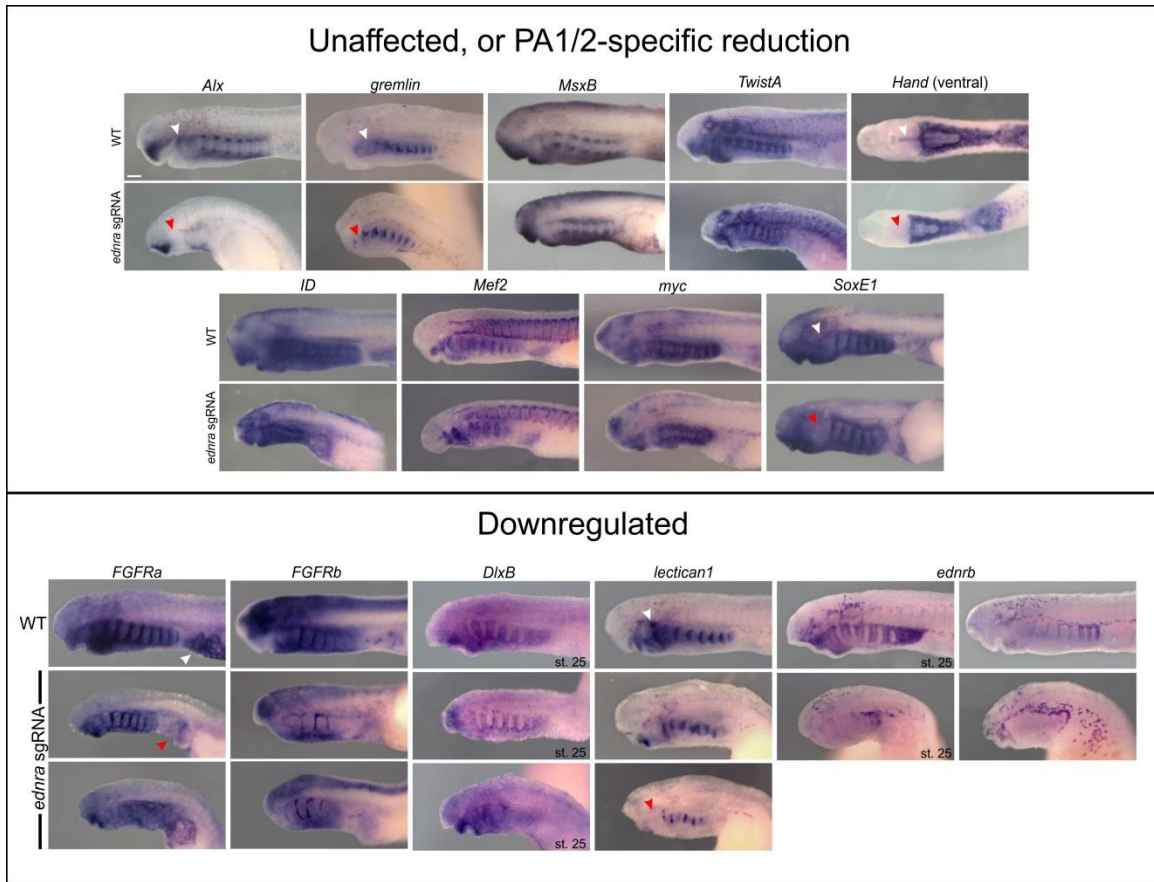 Unaffected, or PA1/2-specific reduction
Alx gremlin MsxB TwistA Hand (ventral)
WT
ednra sgRNA
ID Mef2 myc SoxE1
WT
ednra sgRNA
Downregulated
FGFRa FGFRb DlxB lectican1 ednrb
WT
st. 25 st. 25
ednra sgRNA
st. 25 st. 25
st. 25